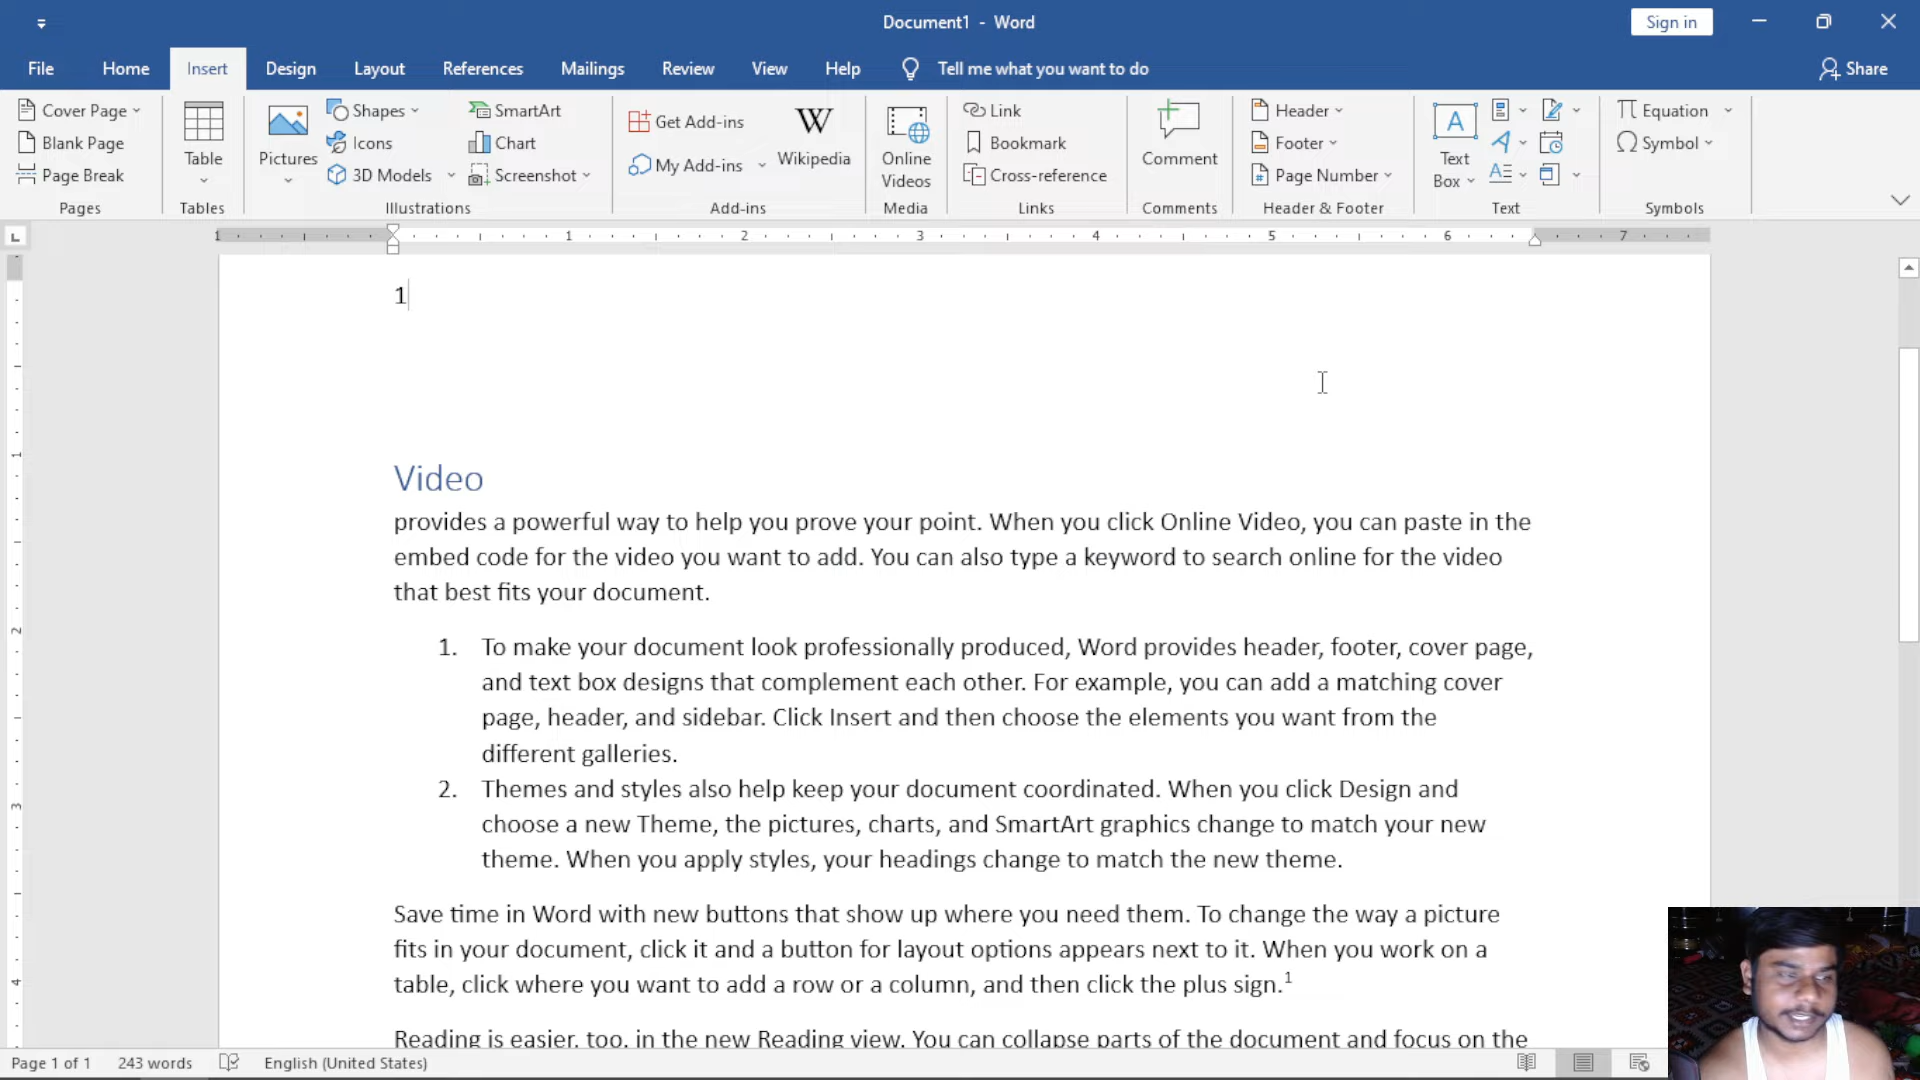 Document1 - Word
Sign in
File Home Insert Design Layout References Mailings Review View Help Tell me what you want to do Share
Cover Page
Blank Page
Page Break
Pages
Table
Tables
Pictures
Shapes
Icons
3D Models
SmartArt
Chart
Screenshot
Illustrations
Get Add-ins
My Add-ins
Wikipedia
Add-ins
Online
Videos
Media
Link
Bookmark
Cross-reference
Links
Comment
Comments
Header
Footer
Page Number
Header & Footer
Text
Box
Text
Equation
Symbol
Symbols
1 1 2 3 4 5 6 7
1
Video
provides a powerful way to help you prove your point. When you click Online Video, you can paste in the
embed code for the video you want to add. You can also type a keyword to search online for the video
that best fits your document.
1. To make your document look professionally produced, Word provides header, footer, cover page,
and text box designs that complement each other. For example, you can add a matching cover
page, header, and sidebar. Click Insert and then choose the elements you want from the
different galleries.
2. Themes and styles also help keep your document coordinated. When you click Design and
choose a new Theme, the pictures, charts, and SmartArt graphics change to match your new
theme. When you apply styles, your headings change to match the new theme.
Save time in Word with new buttons that show up where you need them. To change the way a picture
fits in your document, click it and a button for layout options appears next to it. When you work on a
table, click where you want to add a row or a column, and then click the plus sign.1
Reading is easier, too, in the new Reading view. You can collapse parts of the document and focus on the
1
2
3
4
Page 1 of 1 243 words English (United States)